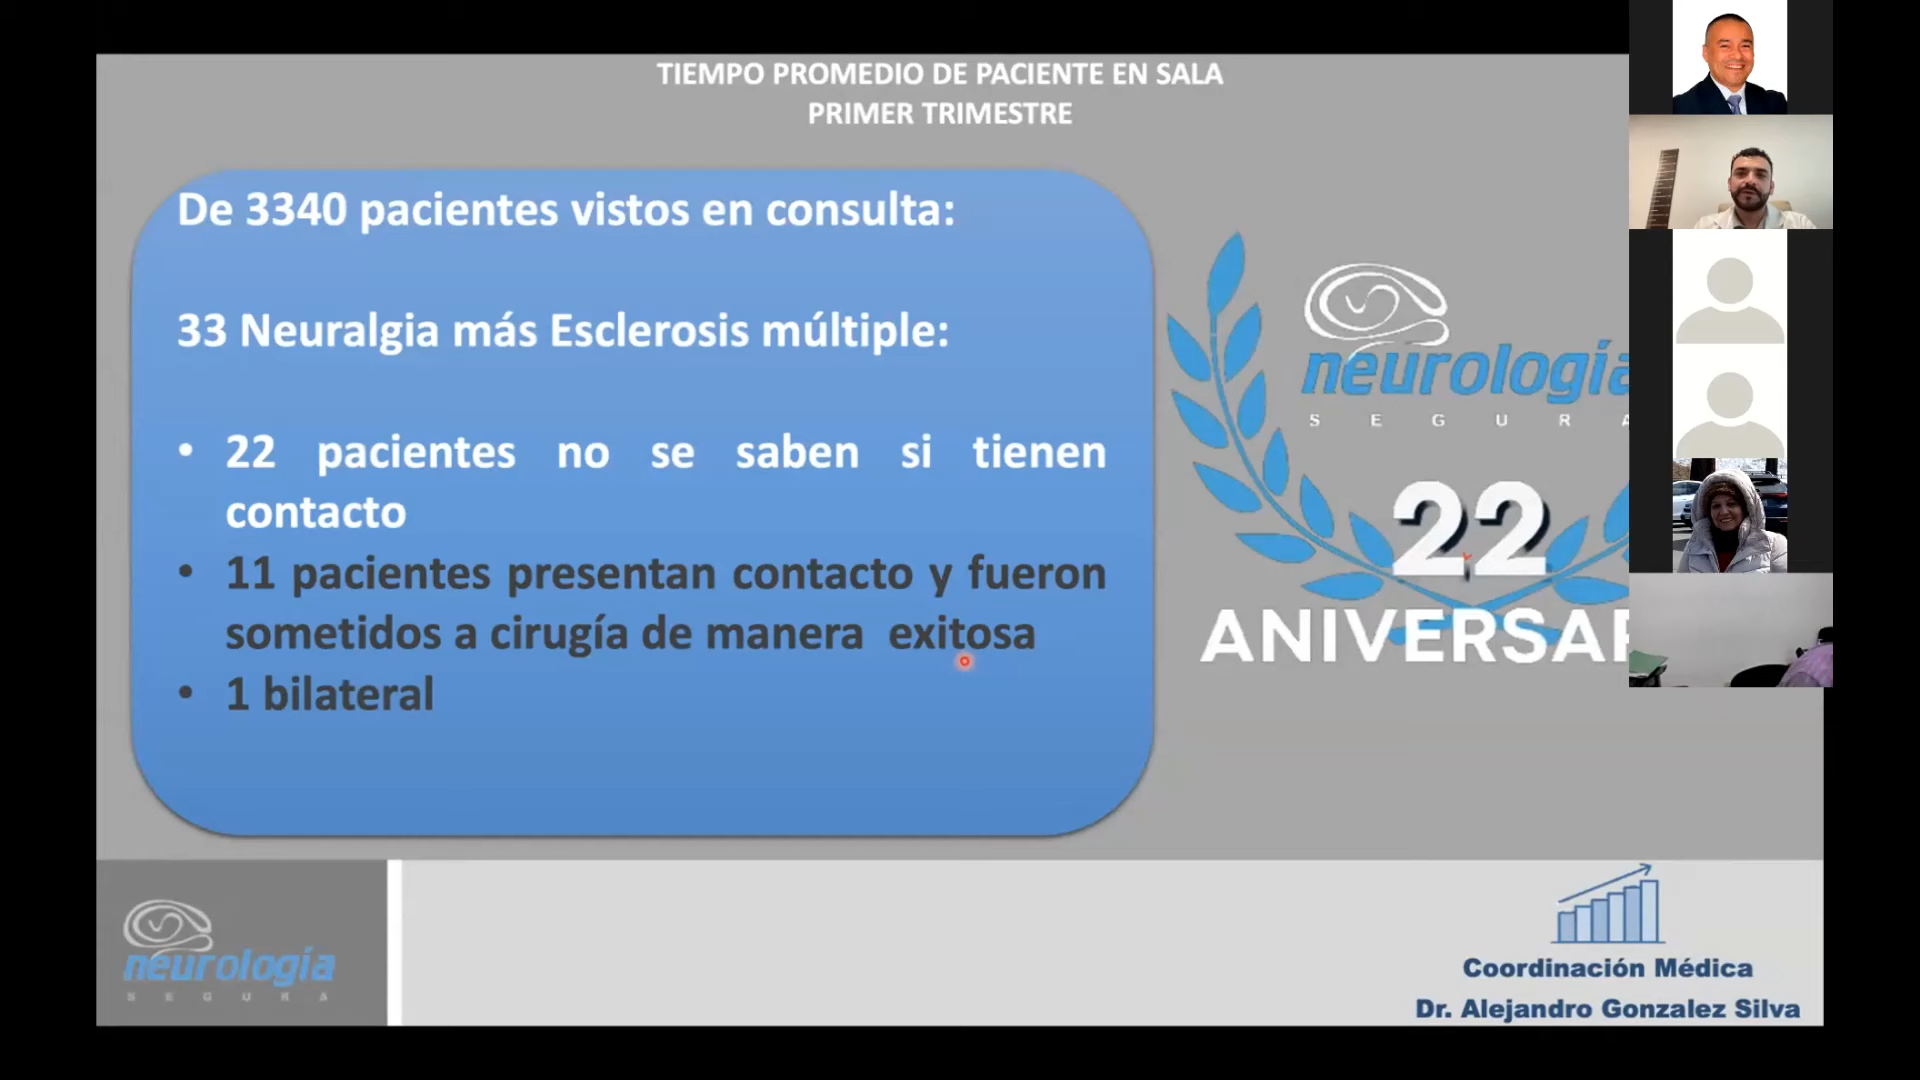 TIEMPO PROMEDIO DE PACIENTE EN SALA
PRIMER TRIMESTRE
De 3340 pacientes vistos en consulta:
33 Neuralgia más Esclerosis múltiple:
• 22 pacientes no se saben si tienen
contacto
• 11 pacientes presentan contacto y fueron
sometidos a cirugía de manera exitosa
• 1 bilateral
neurología
S E G U R A
22
ANIVERSAR
neurología
S E G U R A
Coordinación Médica
Dr. Alejandro Gonzalez Silva